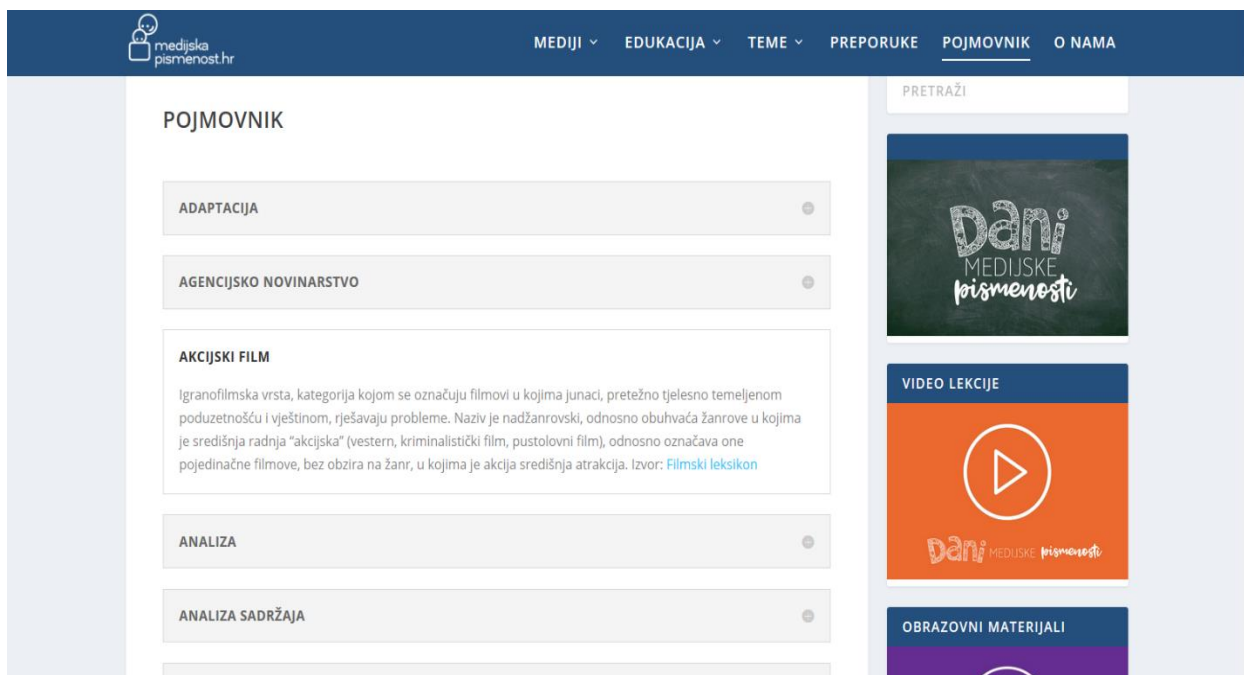 medijska
pismenost.hr
MEDIJI EDUKACIJA TEME PREPORUKE POJMOVNIK O NAMA
POJMOVNIK
ADAPTACIJA
AGENCIJSKO NOVINARSTVO
AKCIJSKI FILM
Igranofilmska vrsta, kategorija kojom se označuju filmovi u kojima junaci, pretežno tjelesno temeljenom
poduzetnošću i vještinom, rješavaju probleme. Naziv je nadžanrovski, odnosno obuhvaća žanrove u kojima
je središnja radnja “akcijska” (vestern, kriminalistički film, pustolovni film), odnosno označava one
pojedinačne filmove, bez obzira na žanr, u kojima je akcija središnja atrakcija. Izvor: Filmski leksikon
ANALIZA
ANALIZA SADRŽAJA
PRETRAŽI
Dani
MEDIJSKE
pismenosti
VIDEO LEKCIJE
Dani MEDIJSKE pismenosti
OBRAZOVNI MATERIJALI